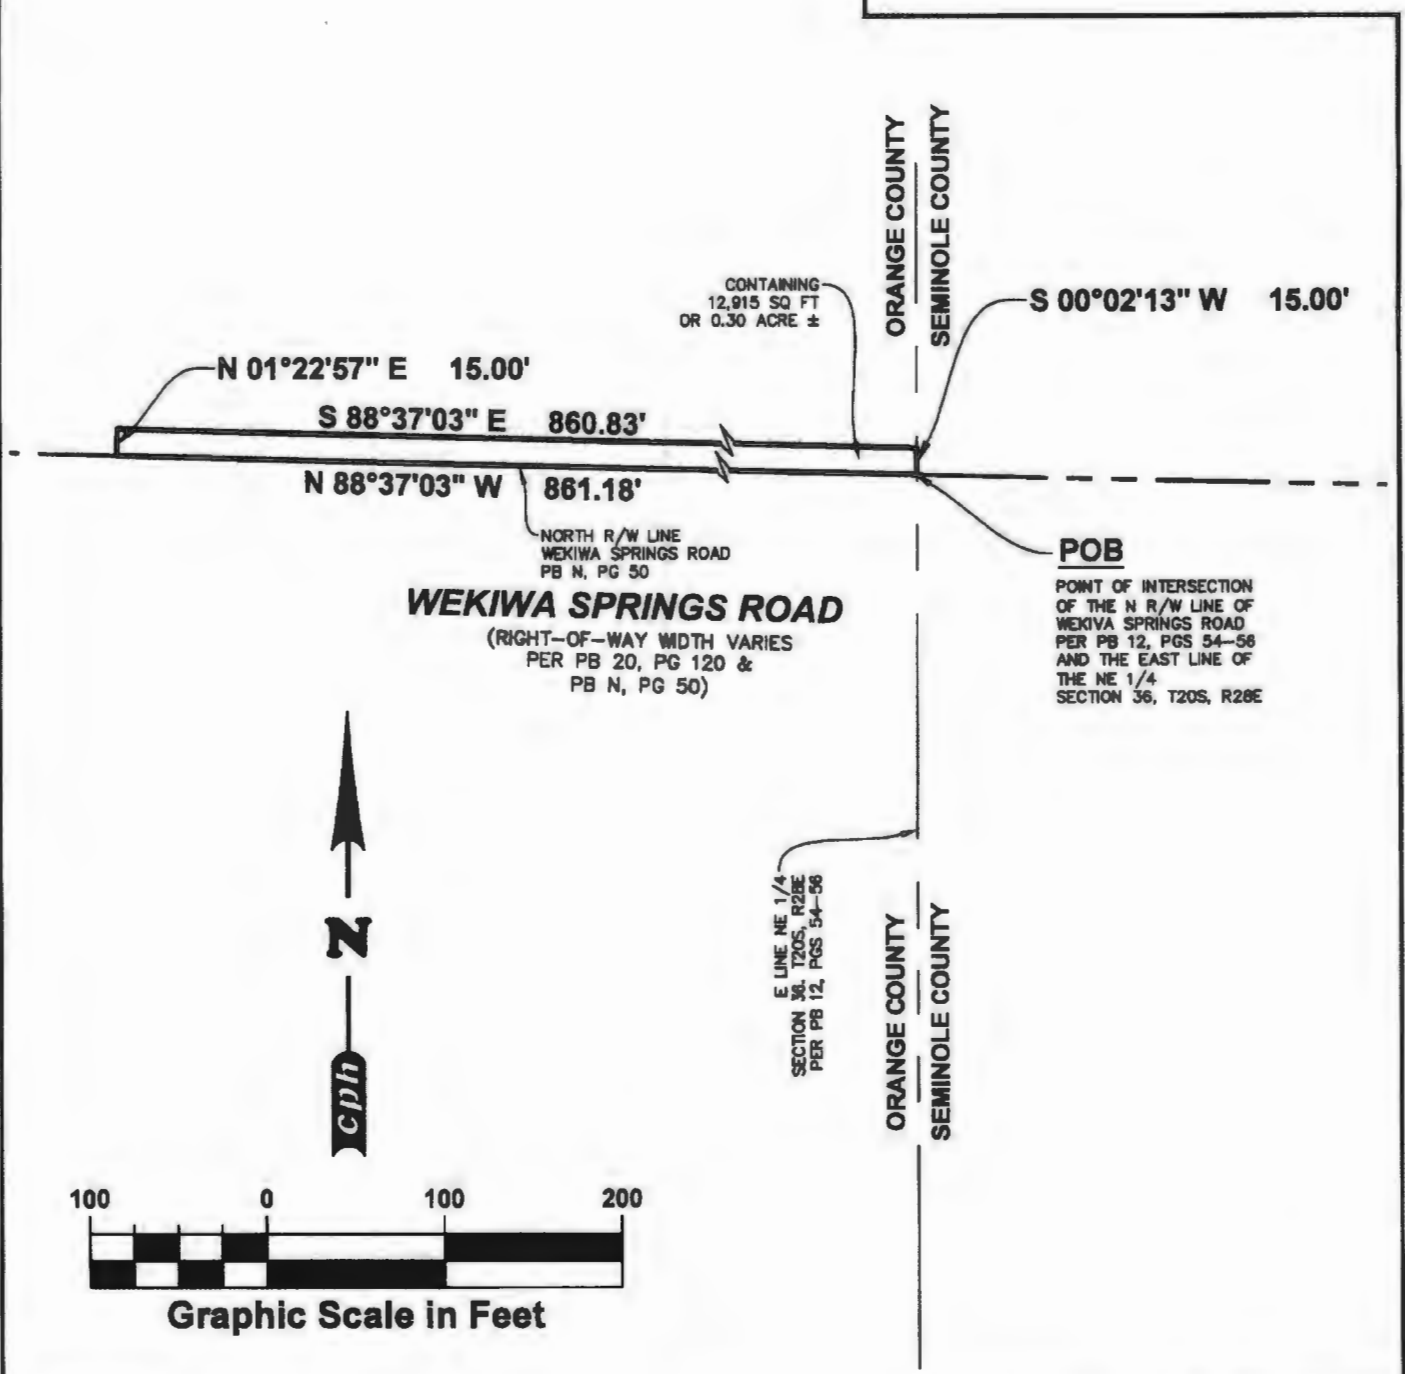 ORANGE COUNTY
SEMINOLE COUNTY
CONTAINING
12,915 SQ FT
OR 0.30 ACRE ±
S 00°02'13" W 15.00'
N 01°22'57" E 15.00'
S 88°37'03" E 860.83'
N 88°37'03" W 861.18'
NORTH R/W LINE
WEKIWA SPRINGS ROAD
PB N, PG 50
WEKIWA SPRINGS ROAD
(RIGHT-OF-WAY WIDTH VARIES
PER PB 20, PG 120 &
PB N, PG 50)
POB
POINT OF INTERSECTION
OF THE N R/W LINE OF
WEKIVA SPRINGS ROAD
PER PB 12, PGS 54-56
AND THE EAST LINE OF
THE NE 1/4
SECTION 36, T20S, R28E
E LINE NE 1/4
SECTION 36. T20S, R28E
PER PB 12, PGS 54-56
ORANGE COUNTY
SEMINOLE COUNTY
N
cph
100 0 100 200
Graphic Scale in Feet